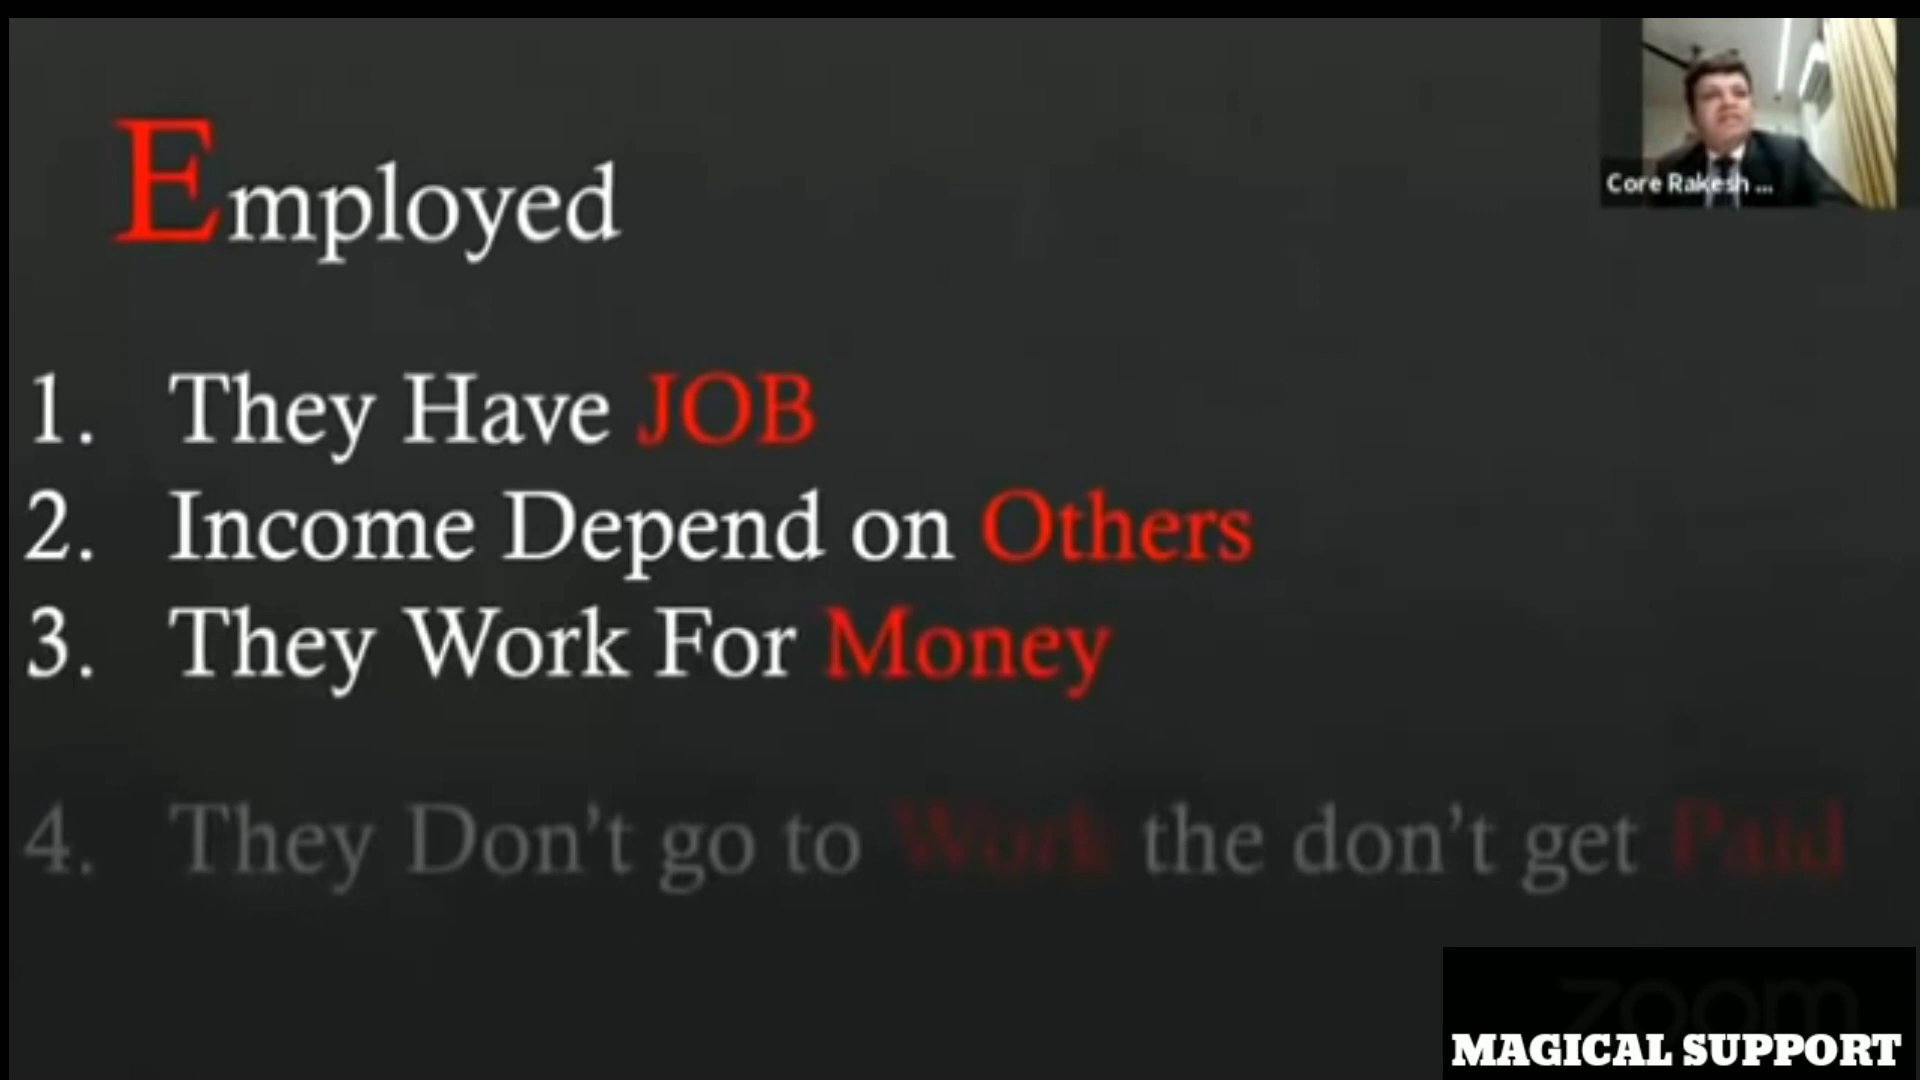 Employed
Core Rakesh ...
1. They Have JOB
2. Income Depend on Others
3. They Work For Money
4. They Don't go to Work the don't get Paid
zoom
MAGICAL SUPPORT